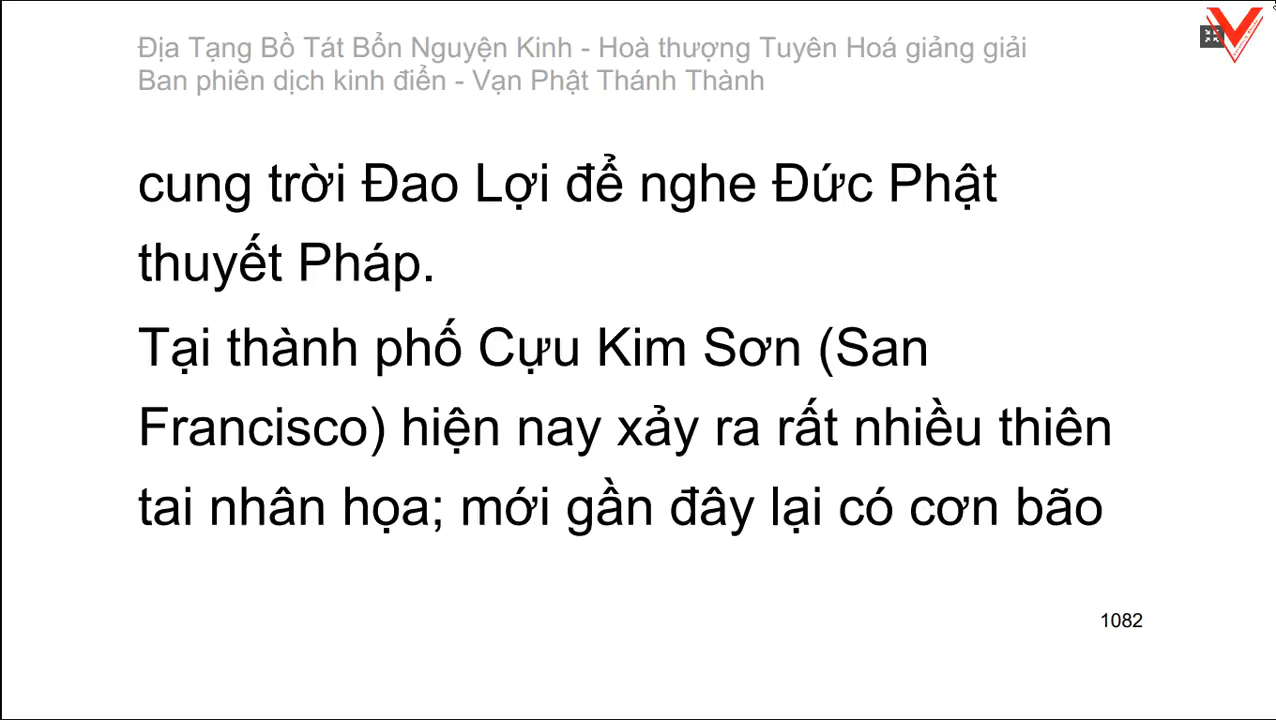 Địa Tạng Bồ Tát Bổn Nguyện Kinh - Hoà thượng Tuyên Hoá giảng giải
Ban phiên dịch kinh điển - Vạn Phật Thánh Thành
cung trời Đao Lợi để nghe Đức Phật
thuyết Pháp.
Tại thành phố Cựu Kim Sơn (San
Francisco) hiện nay xảy ra rất nhiều thiên
tai nhân họa; mới gần đây lại có cơn bão
1082